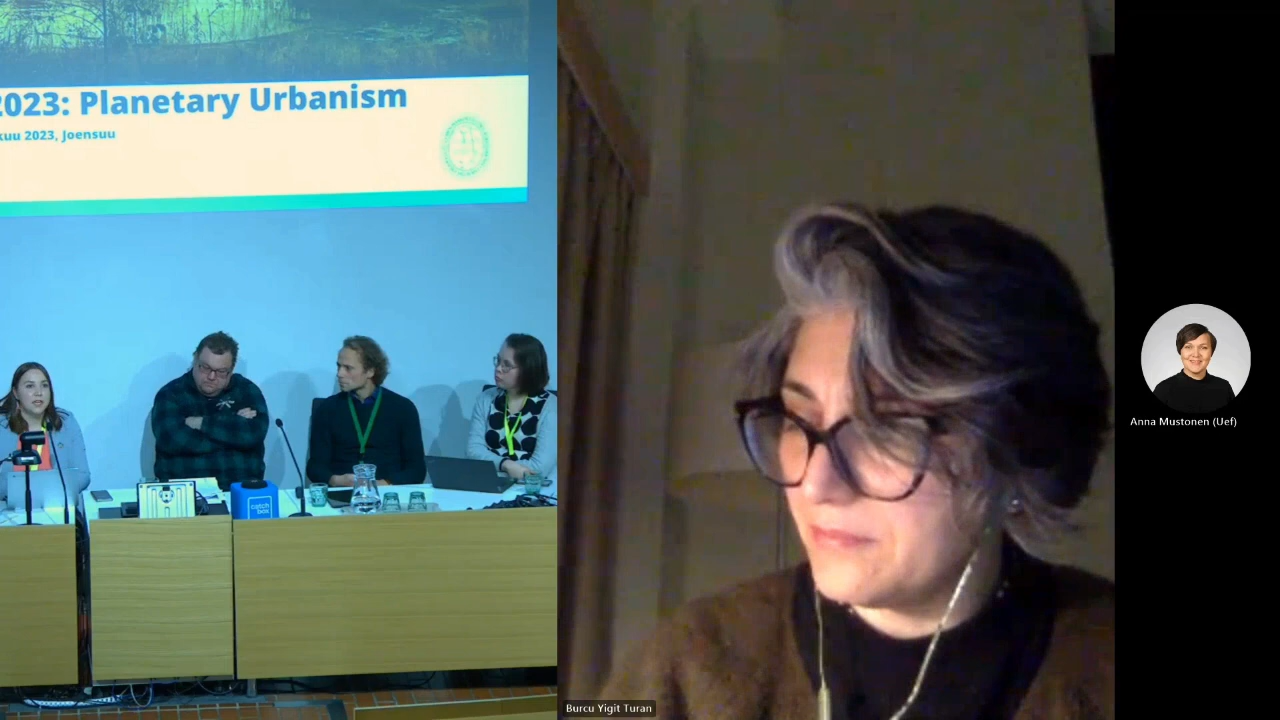 2023: Planetary Urbanism
kuu 2023, Joensuu
catch
box
Burcu Yigit Turan
Anna Mustonen (Uef)